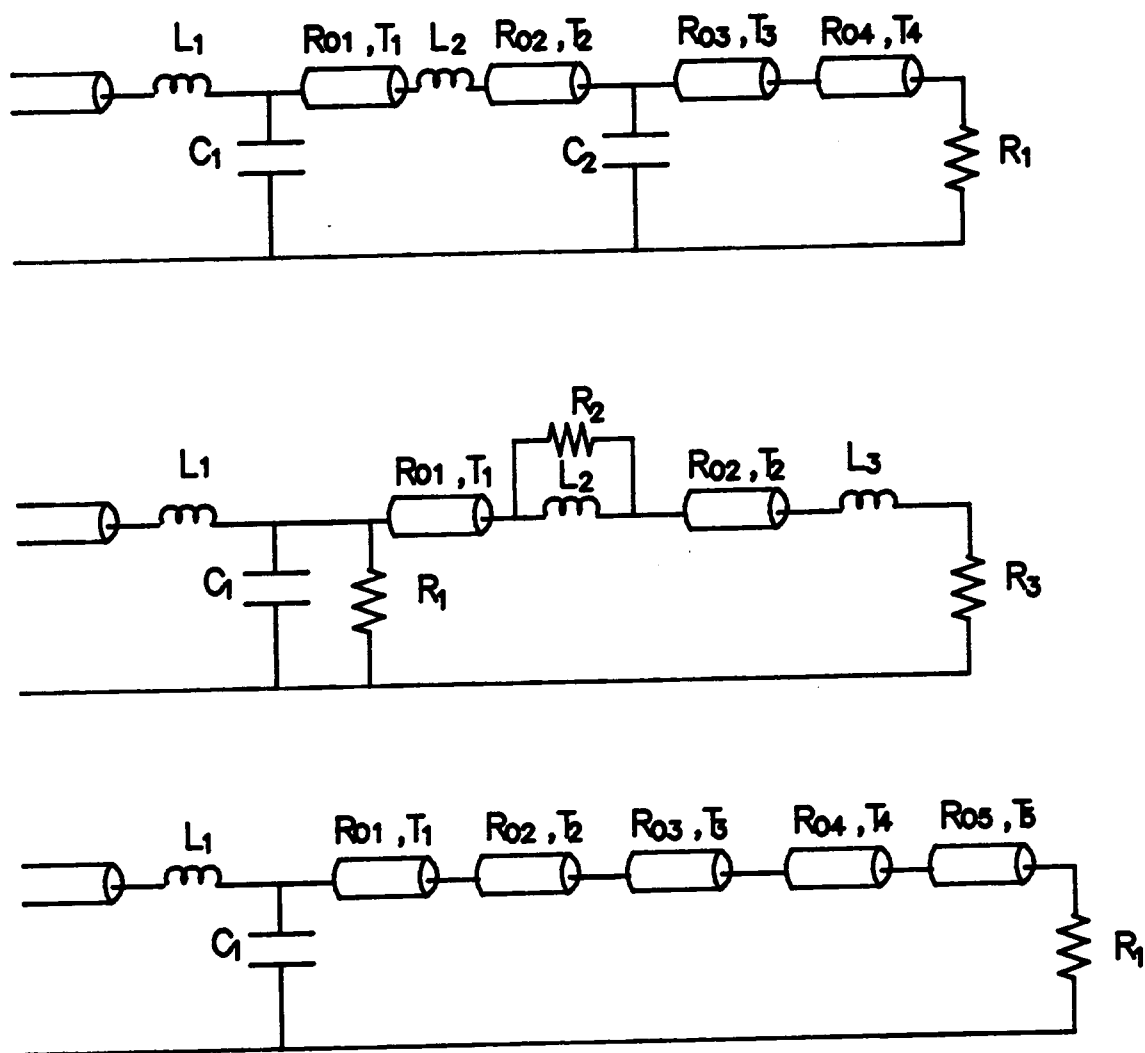 L1 R01,T1 L2 R02,T2 R03,T3 R04,T4
C1 C2 R1
R2
L1 R01,T1 L2 R02,T2 L3
C1 R1 R3
L1 R01,T1 R02,T2 R03,T3 R04,T4 R05,T5
C1 R1